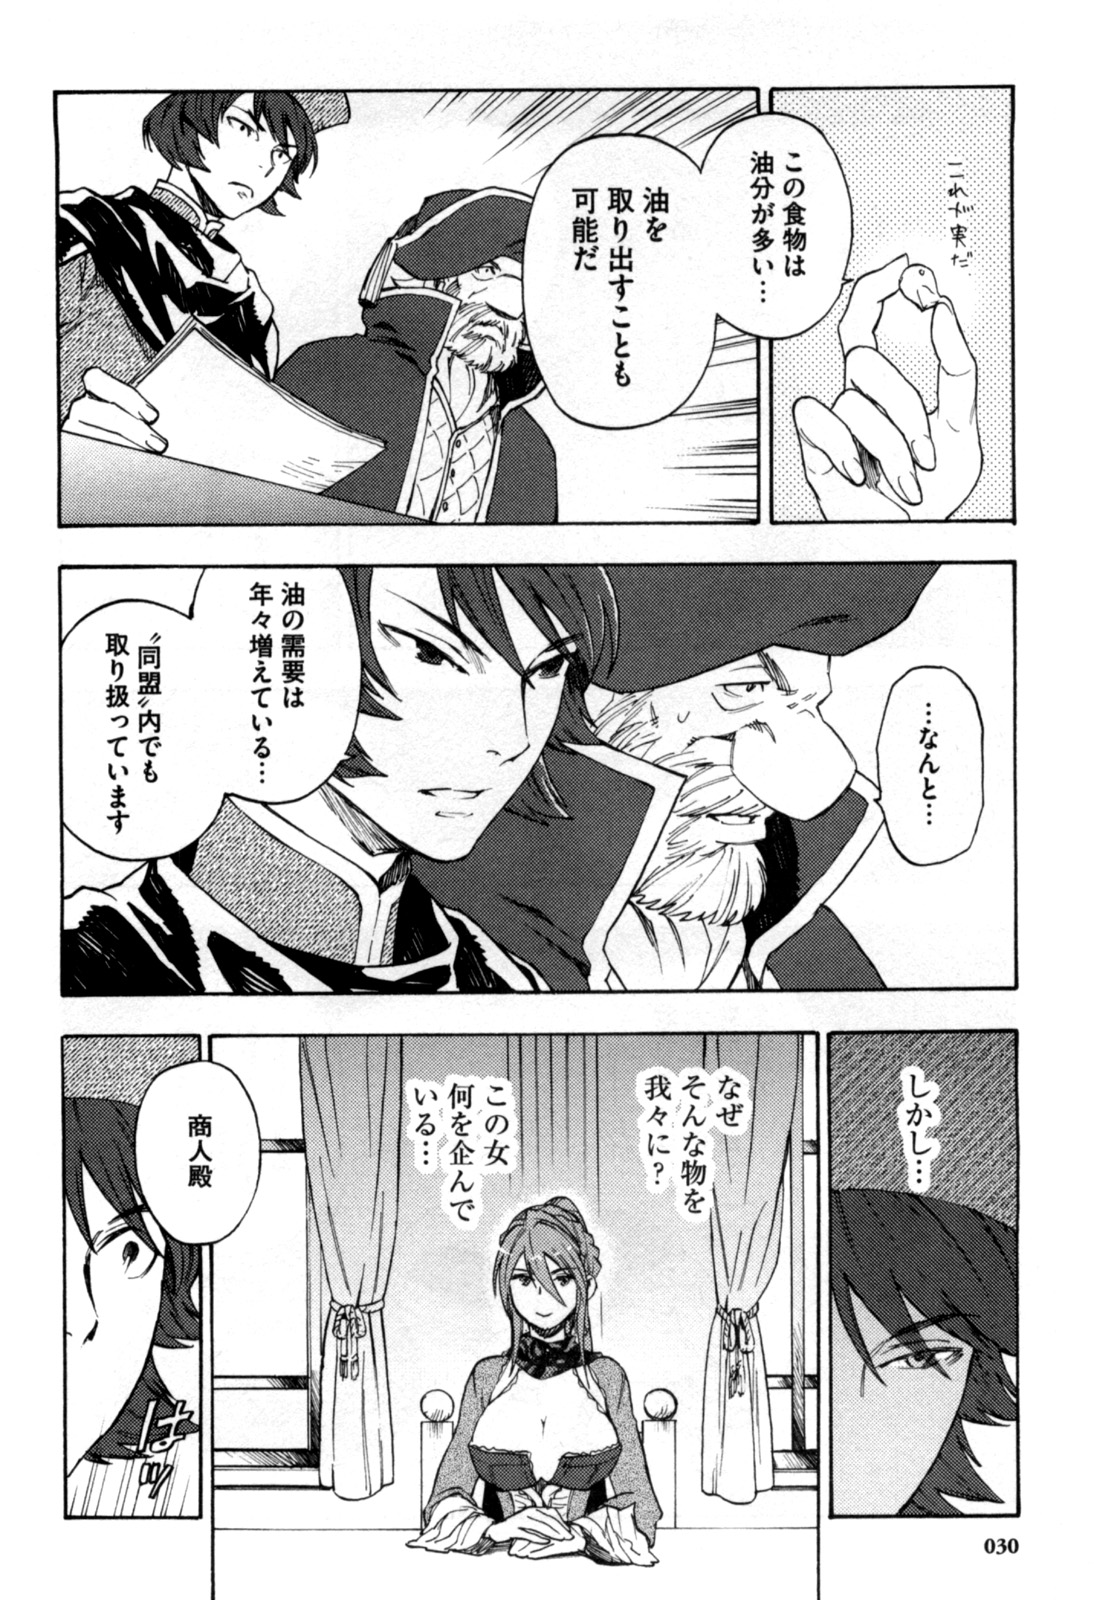 これが実だ.
この食物は
油分が多い…
油を
取り出すことも
可能だ
…なんと…
油の需要は
年々増えている…
〝同盟〟内でも
取り扱っています
しかし…
なぜ
そんな物を
我々に?
この女
何を企んで
いる…
商人殿
はッ
030